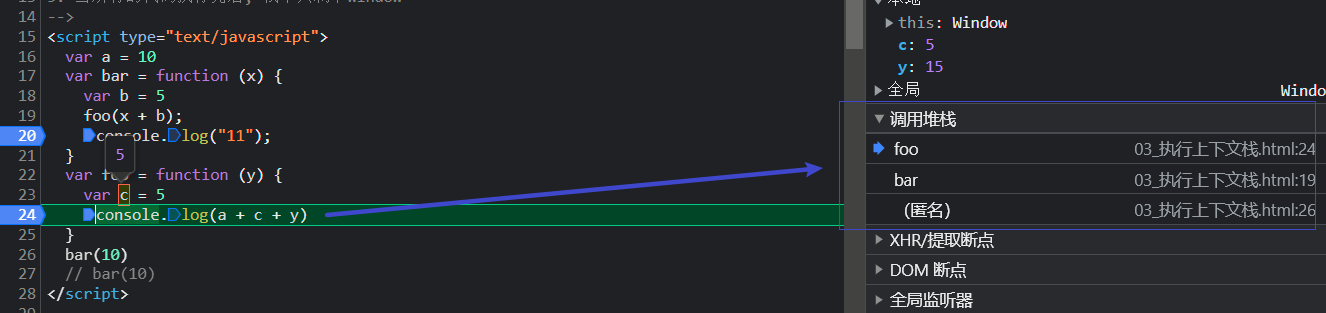 14 -->
15 <script type="text/javascript">
16 var a = 10
17 var bar = function (x) {
18 var b = 5
19 foo(x + b);
20 console.log("11");
21 }
5
22 var foo = function (y) {
23 var c = 5
24 console.log(a + c + y)
25 }
26 bar(10)
27 // bar(10)
28 </script>
this: Window
c: 5
y: 15
全局 Windo
调用堆栈
foo 03_执行上下文栈.html:24
bar 03_执行上下文栈.html:19
(匿名) 03_执行上下文栈.html:26
XHR/提取断点
DOM 断点
全局监听器